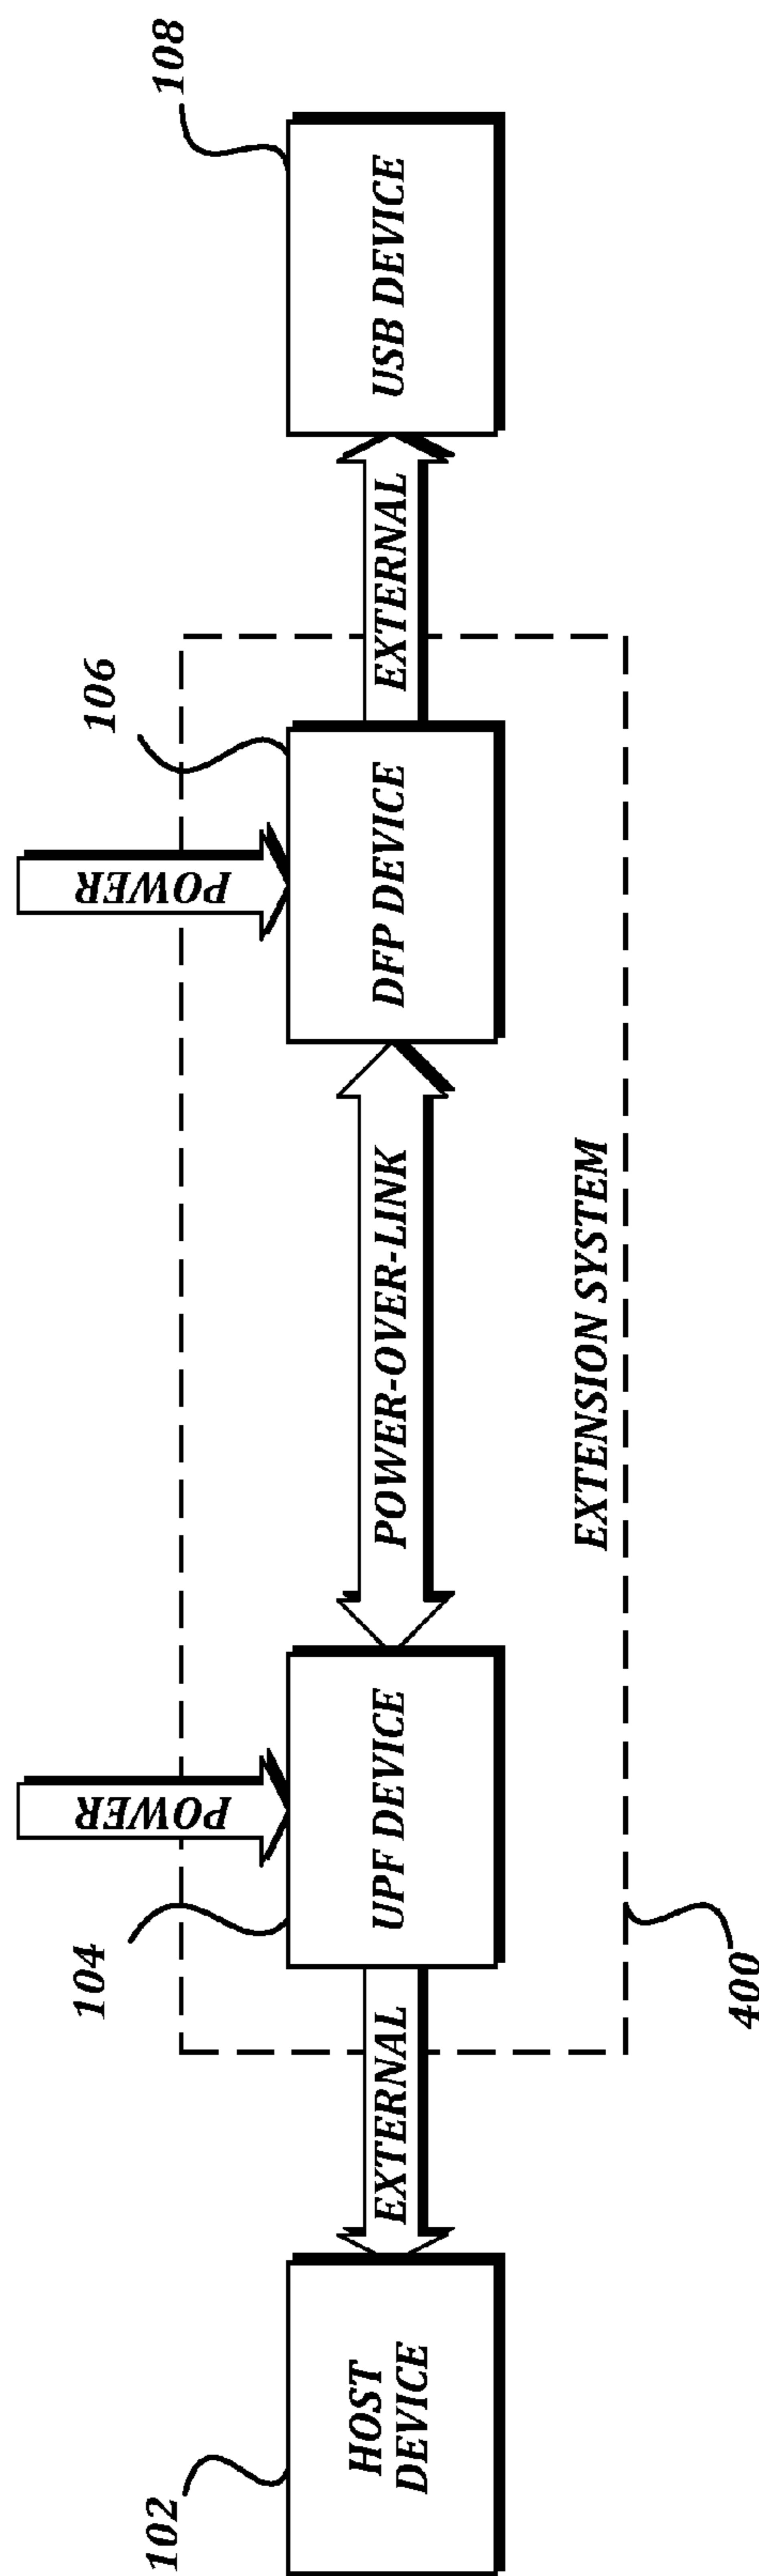 102
HOST
DEVICE
EXTERNAL
104
POWER
UPF DEVICE
POWER-OVER-LINK
106
POWER
DFP DEVICE
EXTERNAL
108
USB DEVICE
EXTENSION SYSTEM
400